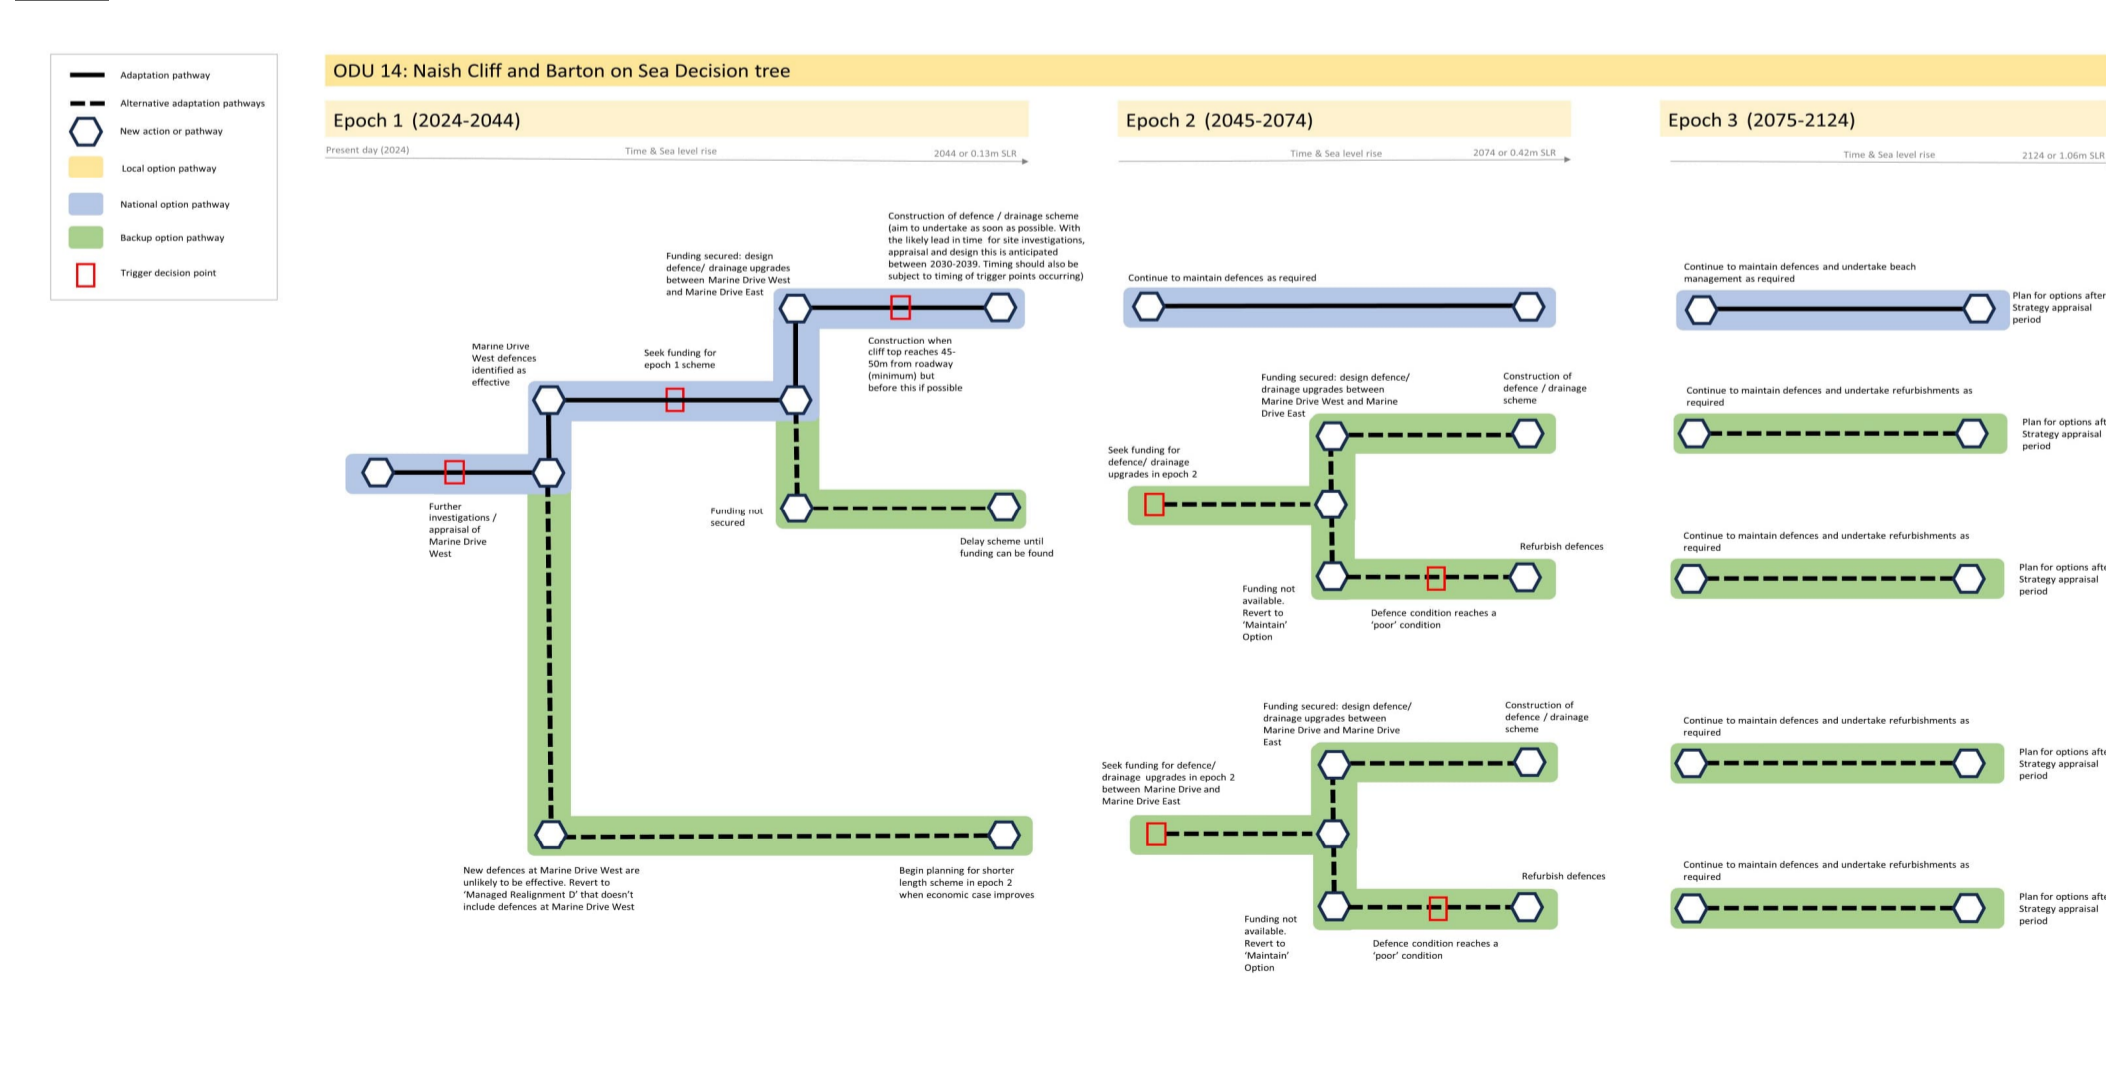 Adaptation pathway
Alternative adaptation pathways
New action or pathway
Local option pathway
National option pathway
Backup option pathway
Trigger decision point
ODU 14: Naish Cliff and Barton on Sea Decision tree
Epoch 1 (2024-2044)
Present day (2024)
Time & Sea level rise
2044 or 0.13m SLR
Construction of defence / drainage scheme
(aim to undertake as soon as possible. With
the likely lead in time for site investigations,
appraisal and design this is anticipated
between 2030-2039. Timing should also be
subject to timing of trigger points occurring)
Funding secured: design
defence/ drainage upgrades
between Marine Drive West
and Marine Drive East
Construction when
cliff top reaches 45-
50m from roadway
(minimum) but
before this if possible
Marine Drive
West defences
identified as
effective
Seek funding for
epoch 1 scheme
Further
investigations /
appraisal of
Marine Drive
West
Funding not
secured
Delay scheme until
funding can be found
New defences at Marine Drive West are
unlikely to be effective. Revert to
‘Managed Realignment D’ that doesn’t
include defences at Marine Drive West
Begin planning for shorter
length scheme in epoch 2
when economic case improves
Epoch 2 (2045-2074)
Time & Sea level rise
2074 or 0.42m SLR
Continue to maintain defences as required
Funding secured: design defence/
drainage upgrades between
Marine Drive West and Marine
Drive East
Construction of
defence / drainage
scheme
Seek funding for
defence/ drainage
upgrades in epoch 2
Refurbish defences
Funding not
available.
Revert to
‘Maintain’
Option
Defence condition reaches a
‘poor’ condition
Funding secured: design defence/
drainage upgrades between
Marine Drive and Marine Drive
East
Construction of
defence / drainage
scheme
Seek funding for defence/
drainage upgrades in epoch 2
between Marine Drive and
Marine Drive East
Refurbish defences
Funding not
available.
Revert to
‘Maintain’
Option
Defence condition reaches a
‘poor’ condition
Epoch 3 (2075-2124)
Time & Sea level rise
2124 or 1.06m SLR
Continue to maintain defences and undertake beach
management as required
Plan for options after
Strategy appraisal
period
Continue to maintain defences and undertake refurbishments as
required
Plan for options aft
Strategy appraisal
period
Continue to maintain defences and undertake refurbishments as
required
Plan for options afte
Strategy appraisal
period
Continue to maintain defences and undertake refurbishments as
required
Plan for options afte
Strategy appraisal
period
Continue to maintain defences and undertake refurbishments as
required
Plan for options afte
Strategy appraisal
period